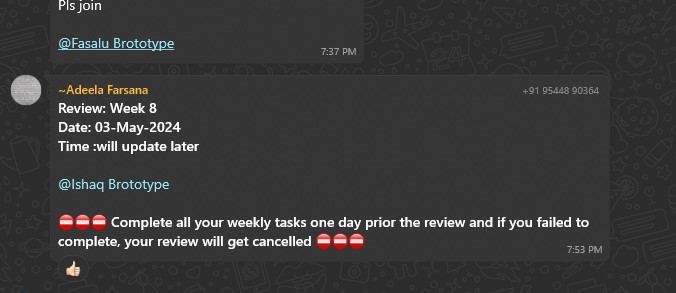 Pls join
@Fasalu Brototype
7:37 PM
~Adeela Farsana
+91 95448 90364
Review: Week 8
Date: 03-May-2024
Time :will update later
@Ishaq Brototype
⛔⛔⛔ Complete all your weekly tasks one day prior the review and if you failed to
complete, your review will get cancelled ⛔⛔⛔
7:53 PM
👍🏻